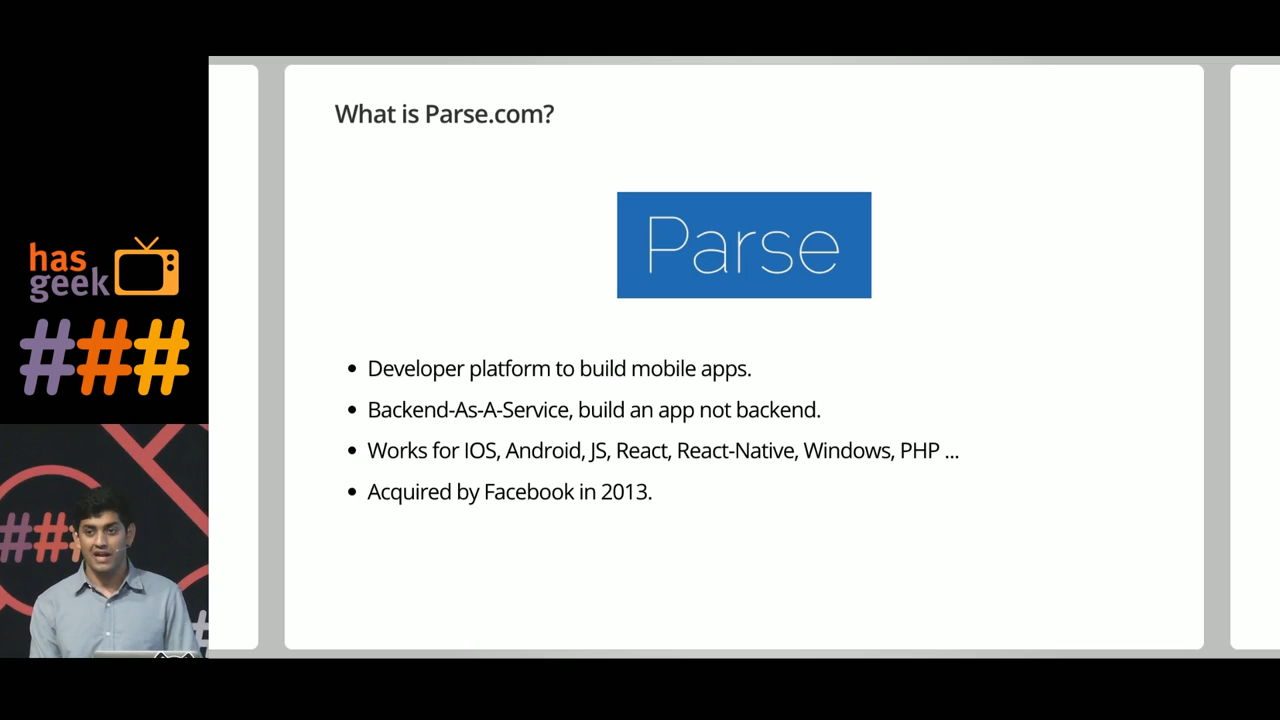 What is Parse.com?
Parse
has
geek
###
Developer platform to build mobile apps.
Backend-As-A-Service, build an app not backend.
Works for IOS, Android, JS, React, React-Native, Windows, PHP ...
Acquired by Facebook in 2013.
###
#